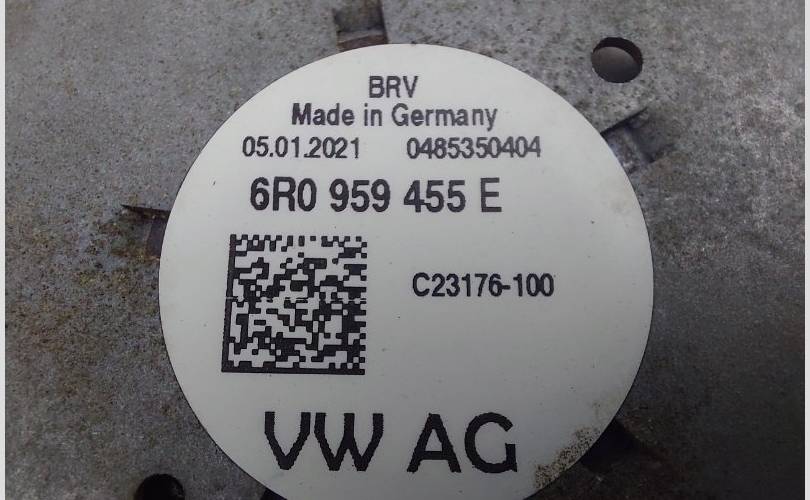 BRV
Made in Germany
05.01.2021 0485350404
6R0 959 455 E
C23176-100
VW AG